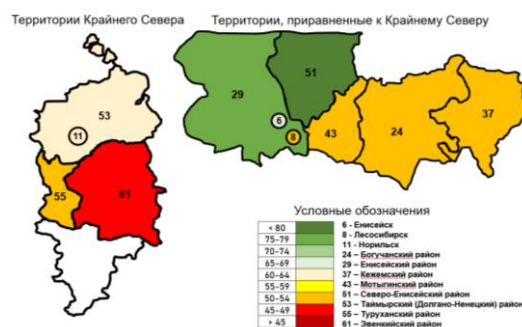 Территории Крайнего Севера
Территории, приравненные к Крайнему Северу
53
11
55
61
51
29
6
8
43
24
37
Условные обозначения
< 80
75-79
70-74
65-69
60-64
55-59
50-54
45-49
> 45
6 - Енисейск
8 - Лесосибирск
11 - Норильск
24 – Богучанский район
29 – Енисейский район
37 – Кежемский район
43 – Мотыгинский район
51 – Северо-Енисейский район
53 – Таймырский (Долгано-Ненецкий) район
55 – Туруханский район
61 – Эвенкийский район